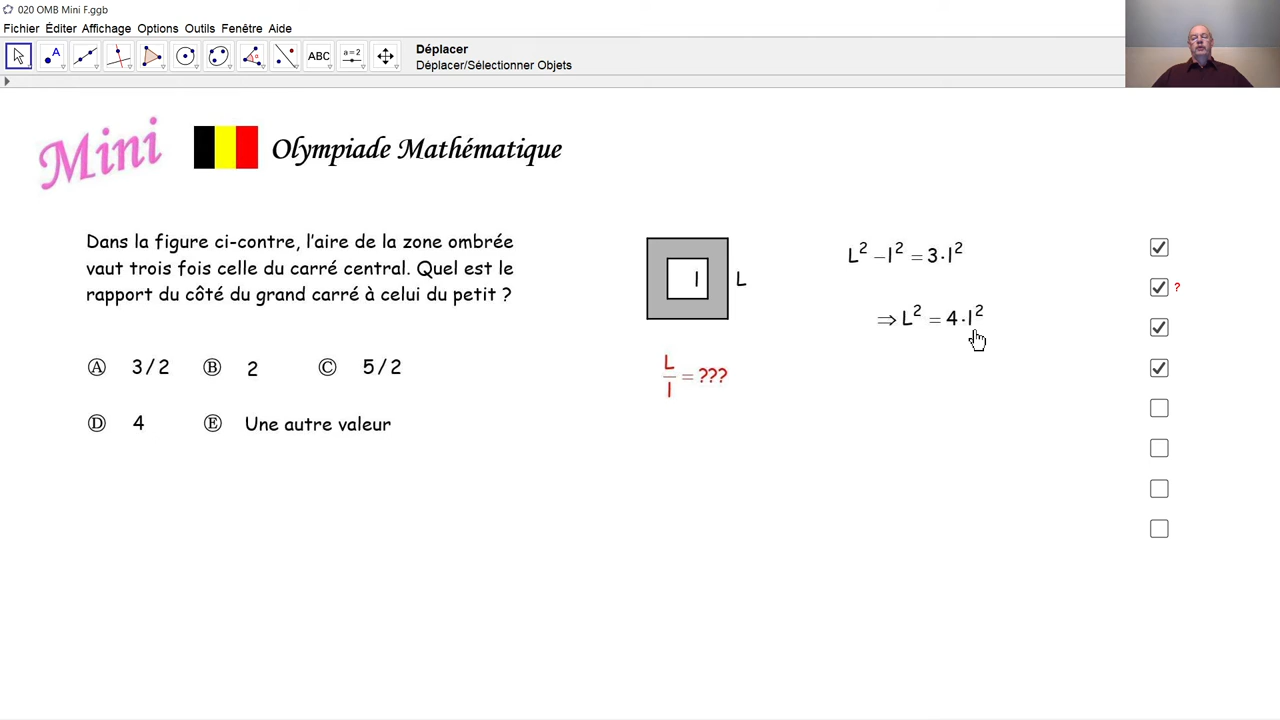 020 OMB Mini F.ggb
Fichier Éditer Affichage Options Outils Fenêtre Aide
A ABC a=2 Déplacer
Déplacer/Sélectionner Objets
Mini Olympiade Mathématique
Dans la figure ci-contre, l'aire de la zone ombrée
vaut trois fois celle du carré central. Quel est le
rapport du côté du grand carré à celui du petit ?
Ⓐ 3/2 Ⓑ 2 Ⓒ 5/2
Ⓓ 4 Ⓔ Une autre valeur
l L
L/l = ???
L² − l² = 3·l²
⇒ L² = 4·l²
?